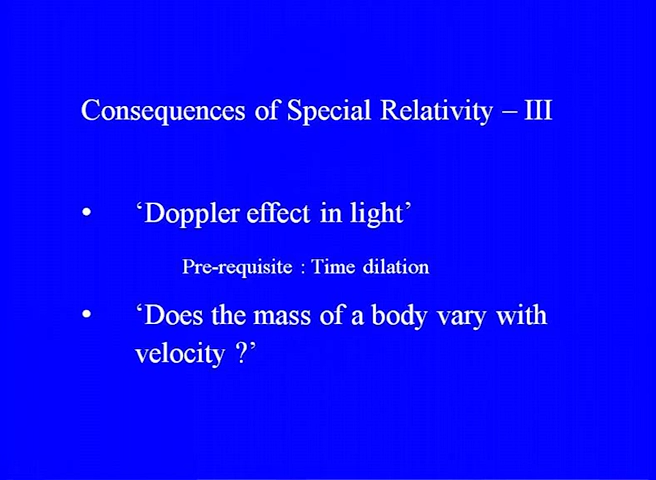 Consequences of Special Relativity – III
• ‘Doppler effect in light’
Pre-requisite : Time dilation
• ‘Does the mass of a body vary with
velocity ?’